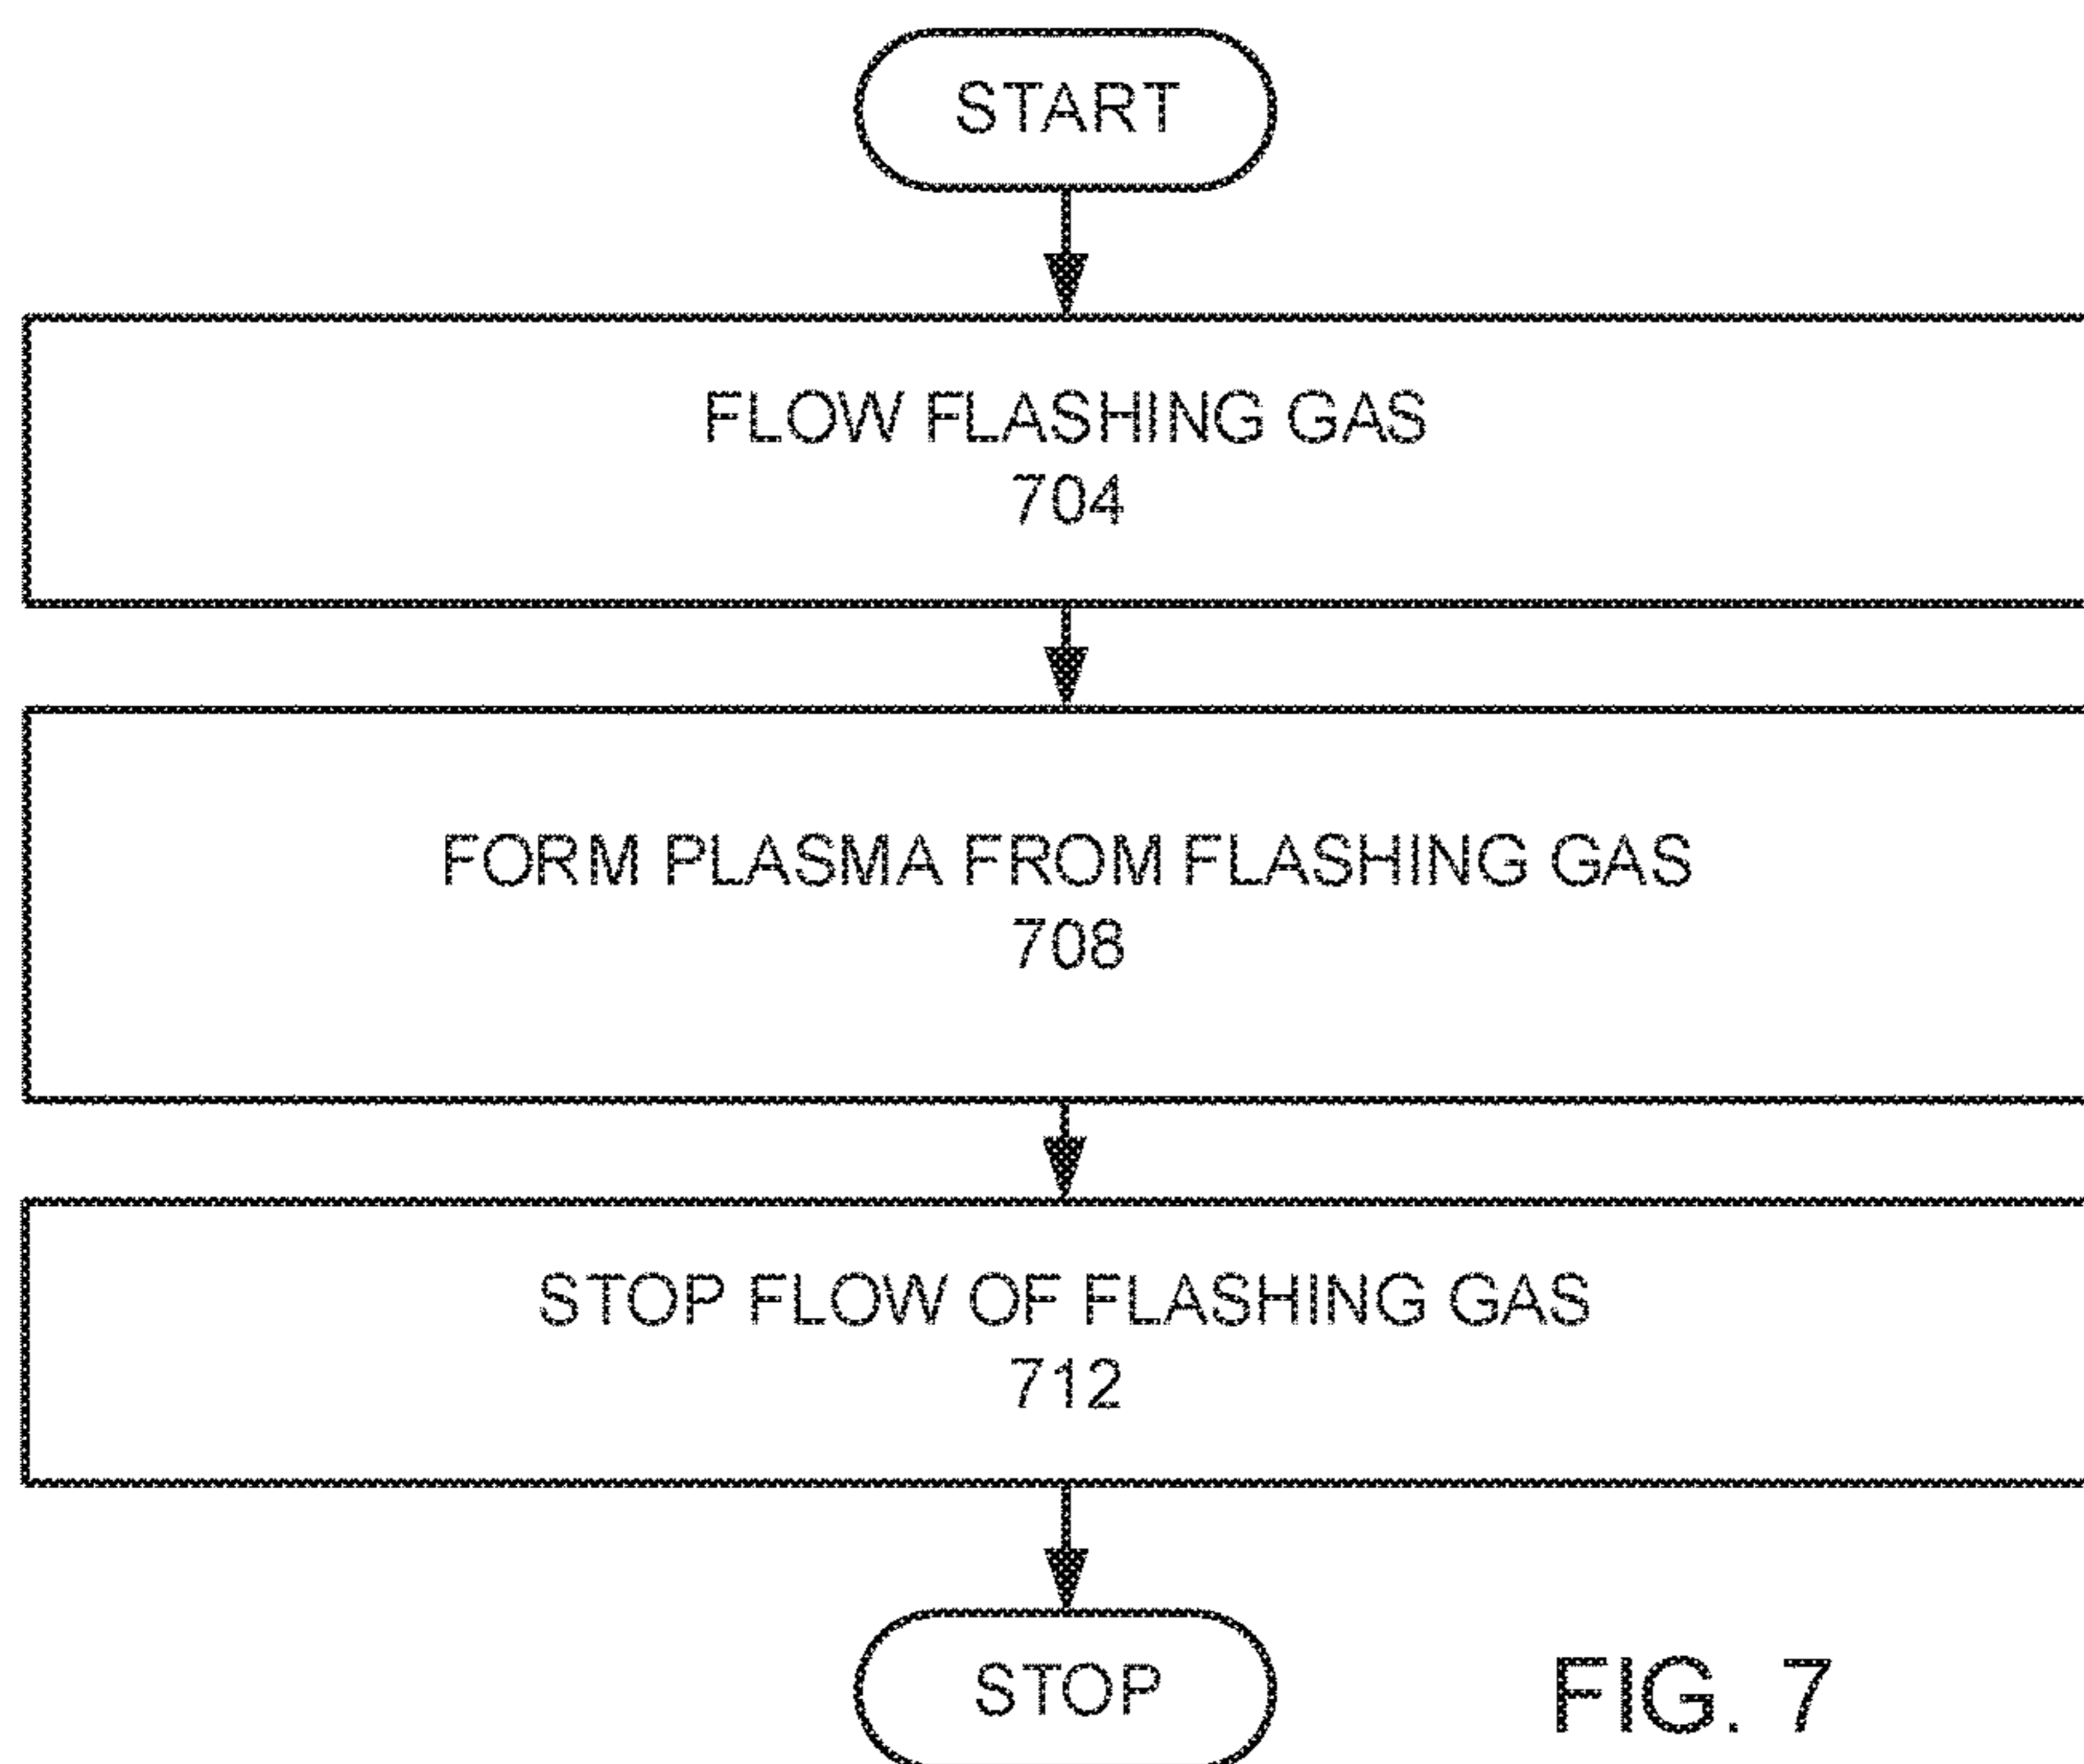 START
FLOW FLASHING GAS
704
FORM PLASMA FROM FLASHING GAS
708
STOP FLOW OF FLASHING GAS
712
STOP
FIG. 7